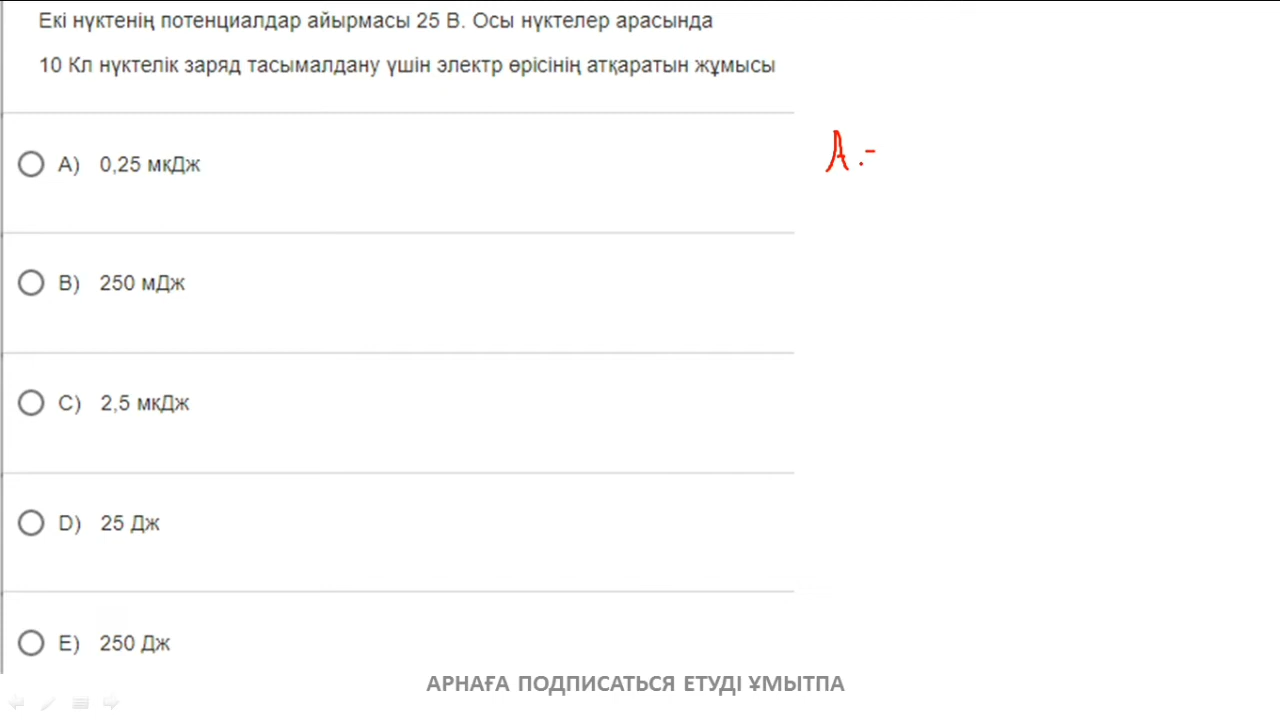 Екі нүктенің потенциалдар айырмасы 25 В. Осы нүктелер арасында
10 Кл нүктелік заряд тасымалдану үшін электр өрісінің атқаратын жұмысы
A) 0,25 мкДж
A:-
B) 250 мДж
C) 2,5 мкДж
D) 25 Дж
E) 250 Дж
АРНАҒА ПОДПИСАТЬСЯ ЕТУДІ ҰМЫТПА